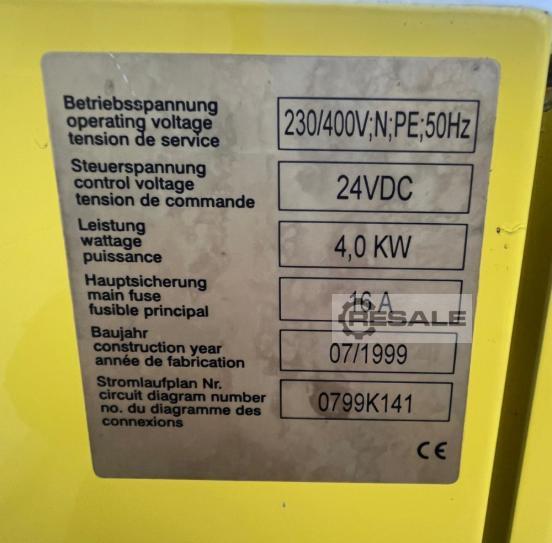 Betriebsspannung
operating voltage
tension de service
230/400V;N;PE;50Hz
Steuerspannung
control voltage
tension de commande
24VDC
Leistung
wattage
puissance
4,0 KW
Hauptsicherung
main fuse
fusible principal
16 A
RESALE
Baujahr
construction year
année de fabrication
07/1999
Stromlaufplan Nr.
circuit diagram number
no. du diagramme des
connexions
0799K141
CE